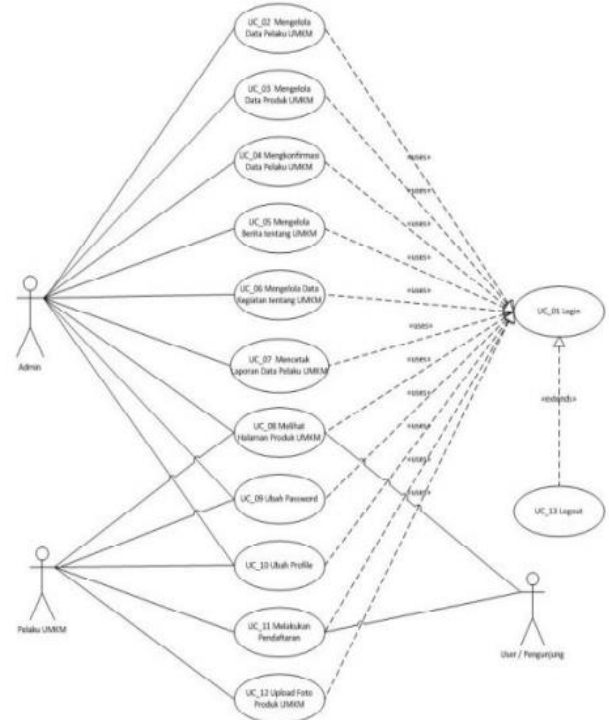 UC_02 Mengelola
Data Pelaku UMKM
UC_03 Mengelola
Data Produk UMKM
UC_04 Mengkonfirmasi
Data Pelaku UMKM
«uses»
«uses»
UC_05 Mengelola
Berita tentang UMKM
«uses»
«uses»
UC_06 Mengelola Data
Kegiatan tentang UMKM
«uses»
UC_01 Login
«uses»
Admin
UC_07 Mencetak
Laporan Data Pelaku UMKM
«uses»
«uses»
«extends»
UC_08 Melihat
Halaman Produk UMKM
«uses»
«uses»
UC_09 Ubah Password
«uses»
UC_13 Logout
UC_10 Ubah Profile
Pelaku UMKM
UC_11 Melakukan
Pendaftaran
User / Pengunjung
UC_12 Upload Foto
Produk UMKM